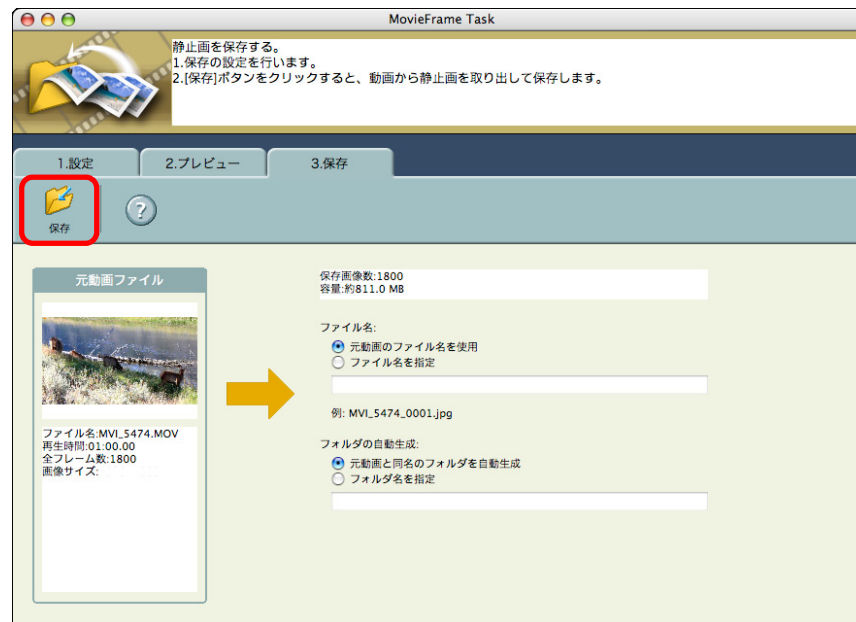 MovieFrame Task
静止画を保存する。
1.保存の設定を行います。
2.[保存]ボタンをクリックすると、動画から静止画を取り出して保存します。
1.設定
2.プレビュー
3.保存
保存
?
元動画ファイル
ファイル名:MVI_5474.MOV
再生時間:01:00.00
全フレーム数:1800
画像サイズ:
保存画像数:1800
容量:約811.0 MB
ファイル名:
元動画のファイル名を使用
ファイル名を指定
例: MVI_5474_0001.jpg
フォルダの自動生成:
元動画と同名のフォルダを自動生成
フォルダ名を指定